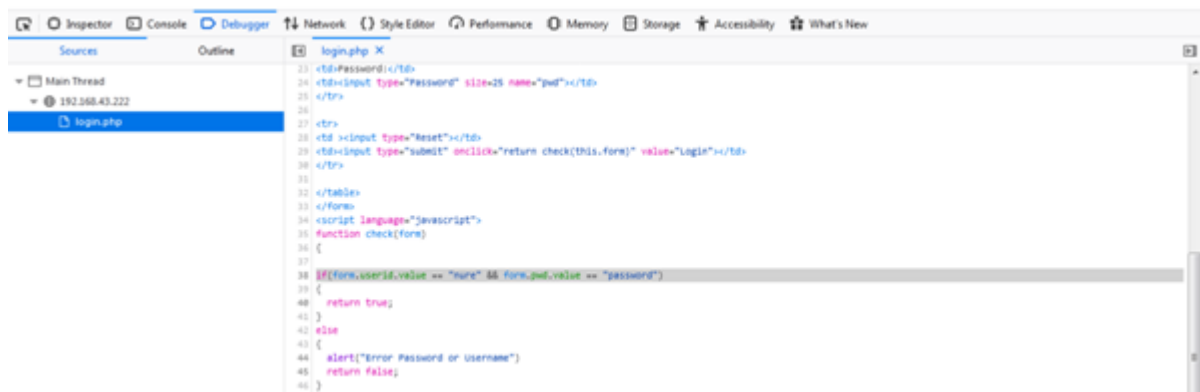 Inspector Console Debugger Network {} Style Editor Performance Memory Storage Accessibility What's New
Sources Outline login.php ×
Main Thread
192.168.43.222
login.php
23 <td>Password:</td>
24 <td><input type="Password" size=25 name="pwd"></td>
25 </tr>
26
27 <tr>
28 <td ><input type="Reset"></td>
29 <td><input type="submit" onclick="return check(this.form)" value="Login"></td>
30 </tr>
31
32 </table>
33 </form>
34 <script language="javascript">
35 function check(form)
36 {
37
38 if(form.userid.value == "nure" && form.pwd.value == "password")
39 {
40 return true;
41 }
42 else
43 {
44 alert("Error Password or Username")
45 return false;
46 }